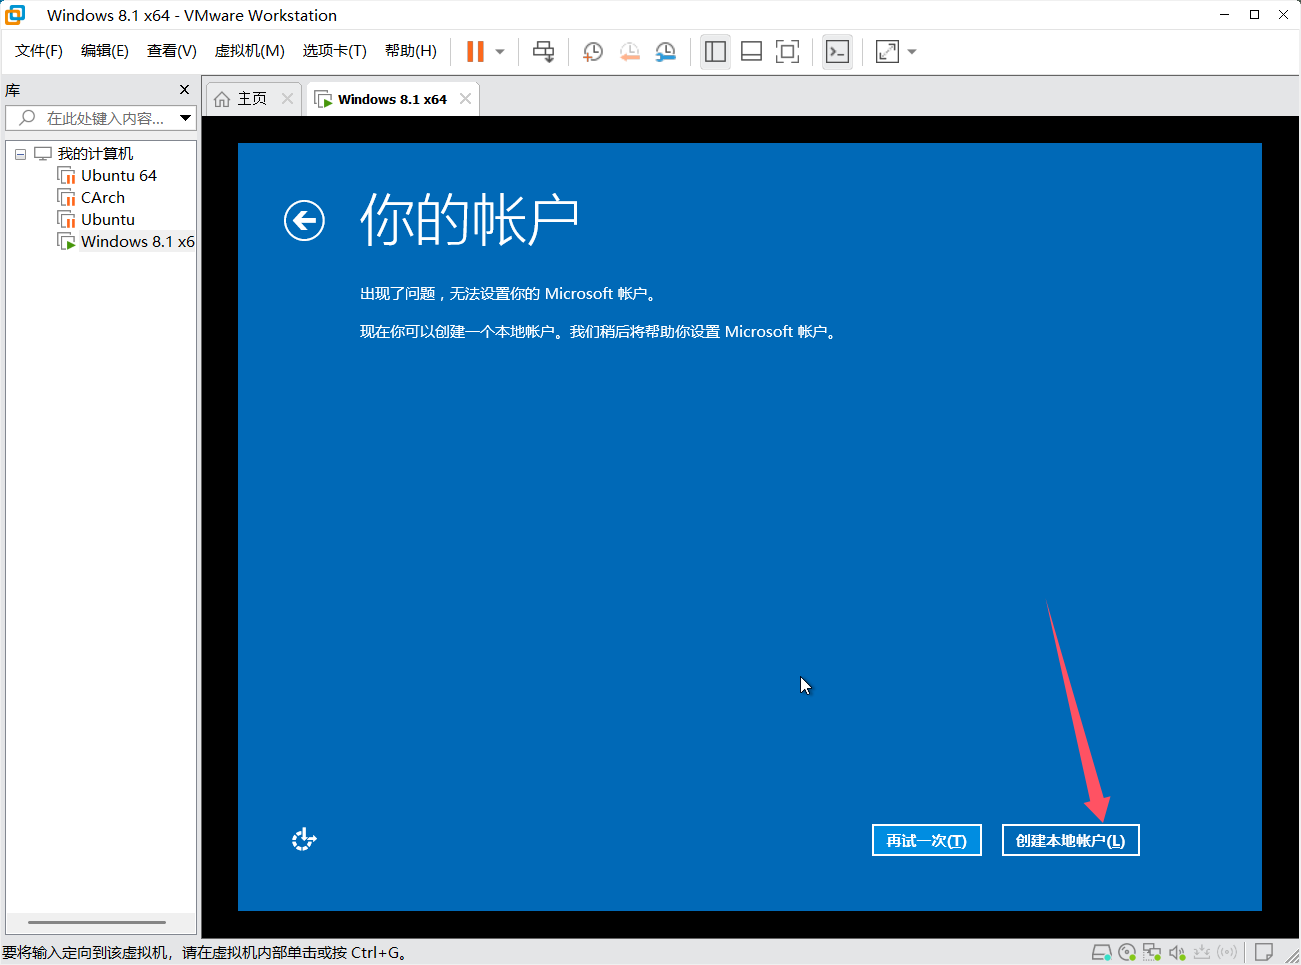 Windows 8.1 x64 - VMware Workstation
文件(F) 编辑(E) 查看(V) 虚拟机(M) 选项卡(T) 帮助(H)
库
在此处键入内容...
我的计算机
Ubuntu 64
CArch
Ubuntu
Windows 8.1 x6
主页
Windows 8.1 x64
你的帐户
出现了问题，无法设置你的 Microsoft 帐户。
现在你可以创建一个本地帐户。我们稍后将帮助你设置 Microsoft 帐户。
再试一次(T)
创建本地帐户(L)
要将输入定向到该虚拟机，请在虚拟机内部单击或按 Ctrl+G。